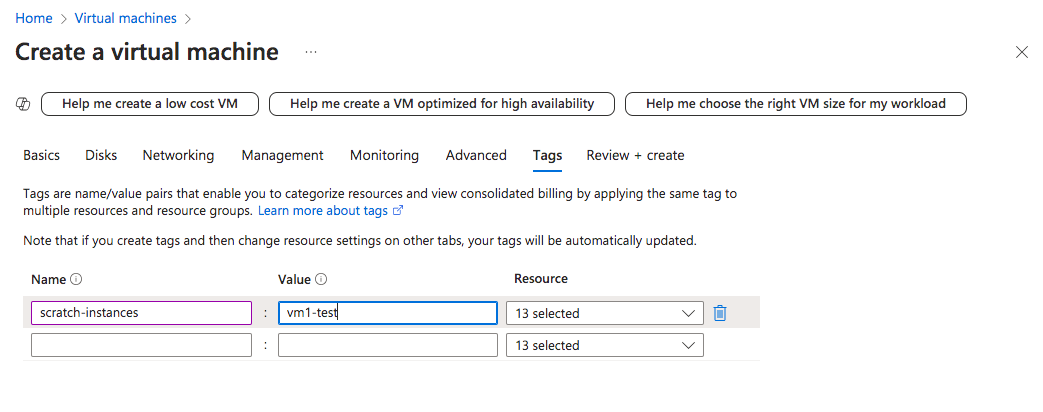 Home > Virtual machines >
Create a virtual machine ...
Help me create a low cost VM Help me create a VM optimized for high availability Help me choose the right VM size for my workload
Basics Disks Networking Management Monitoring Advanced Tags Review + create
Tags are name/value pairs that enable you to categorize resources and view consolidated billing by applying the same tag to
multiple resources and resource groups. Learn more about tags
Note that if you create tags and then change resource settings on other tabs, your tags will be automatically updated.
Name Value Resource
scratch-instances : vm1-test 13 selected
: 13 selected